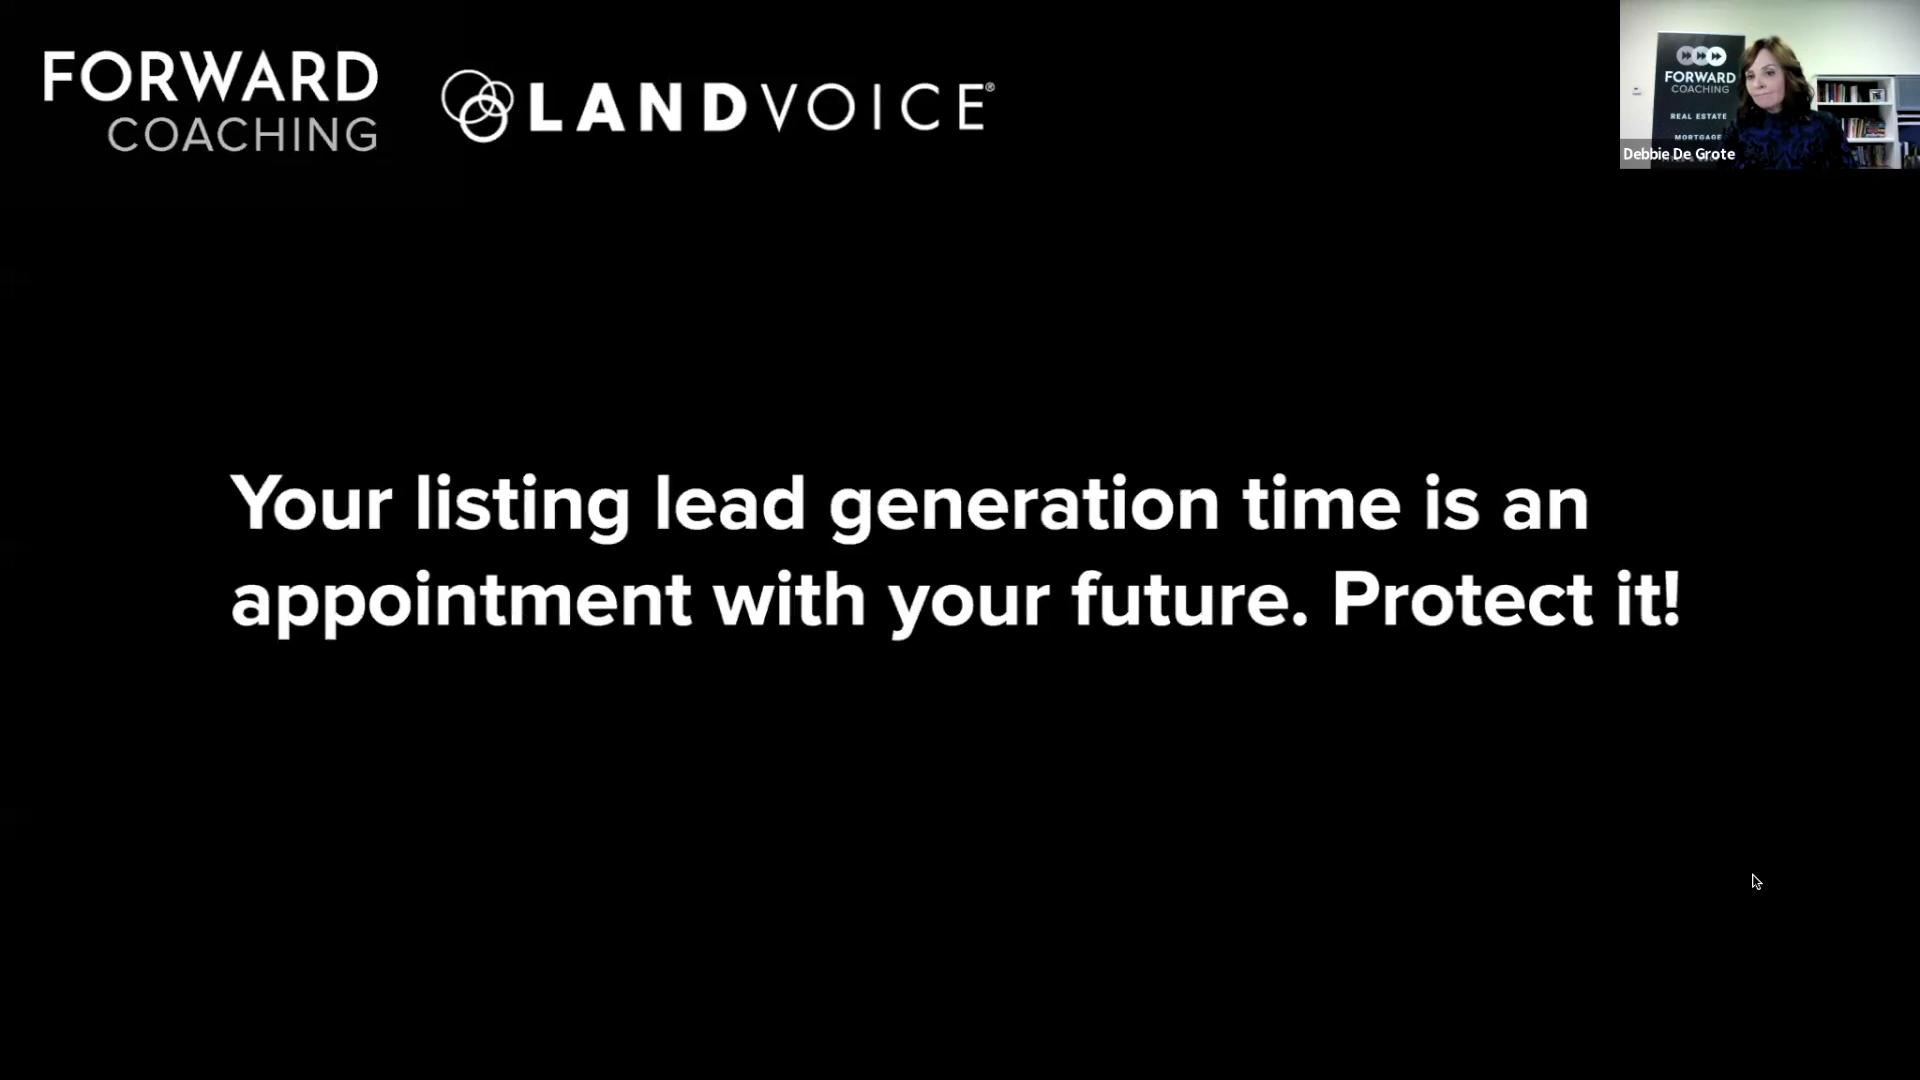 FORWARD
COACHING
LANDVOICE®
Your listing lead generation time is an
appointment with your future. Protect it!
FORWARD
COACHING
REAL ESTATE
MORTGAGE
Debbie De Grote